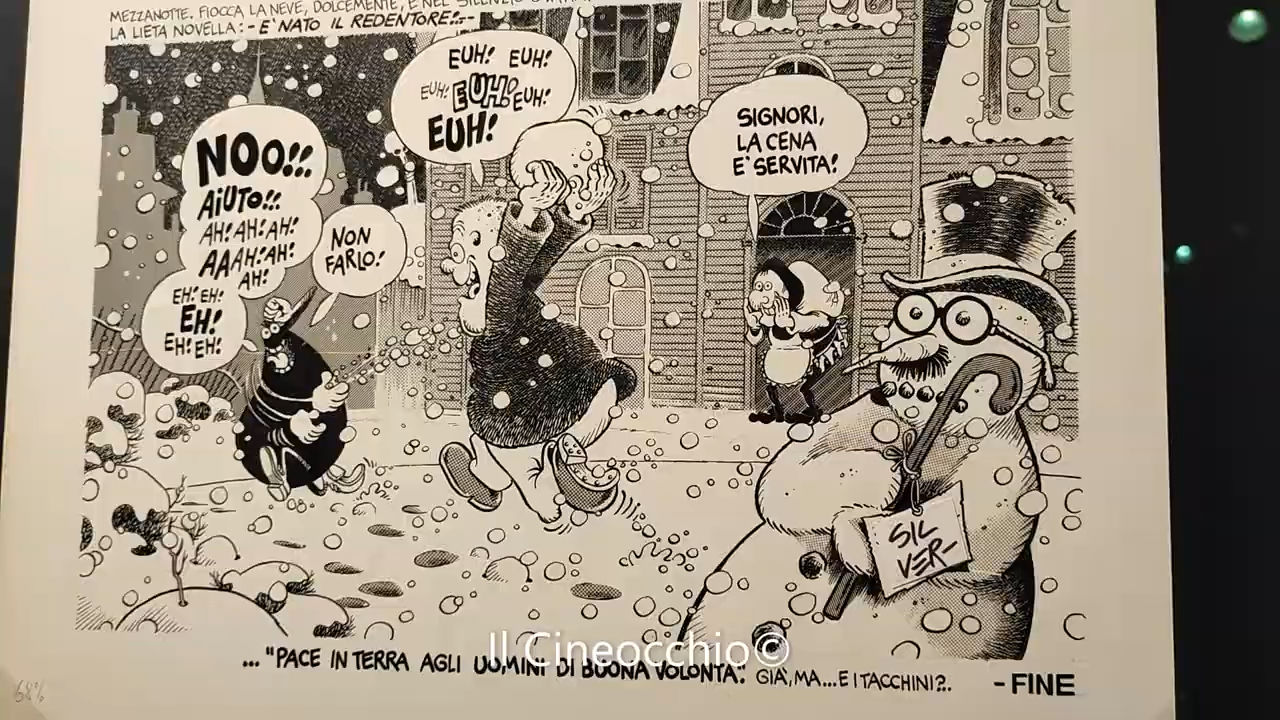 MEZZANOTTE. FIOCCA LA NEVE, DOLCEMENTE, E NEL SILENZIO
LA LIETA NOVELLA: - E' NATO IL REDENTORE!..-
EUH! EUH!
EUH! EUH! EUH!
EUH!
NOO!!.
AIUTO!!.
AH! AH! AH!
AAAH! AH!
AH!
NON
FARLO!
EH! EH!
EH!
EH! EH!
SIGNORI,
LA CENA
E' SERVITA!
SIL
VER-
Il Cineocchio©
... "PACE IN TERRA AGLI UOMINI DI BUONA VOLONTA". GIA', MA... E I TACCHINI?..
- FINE
68%